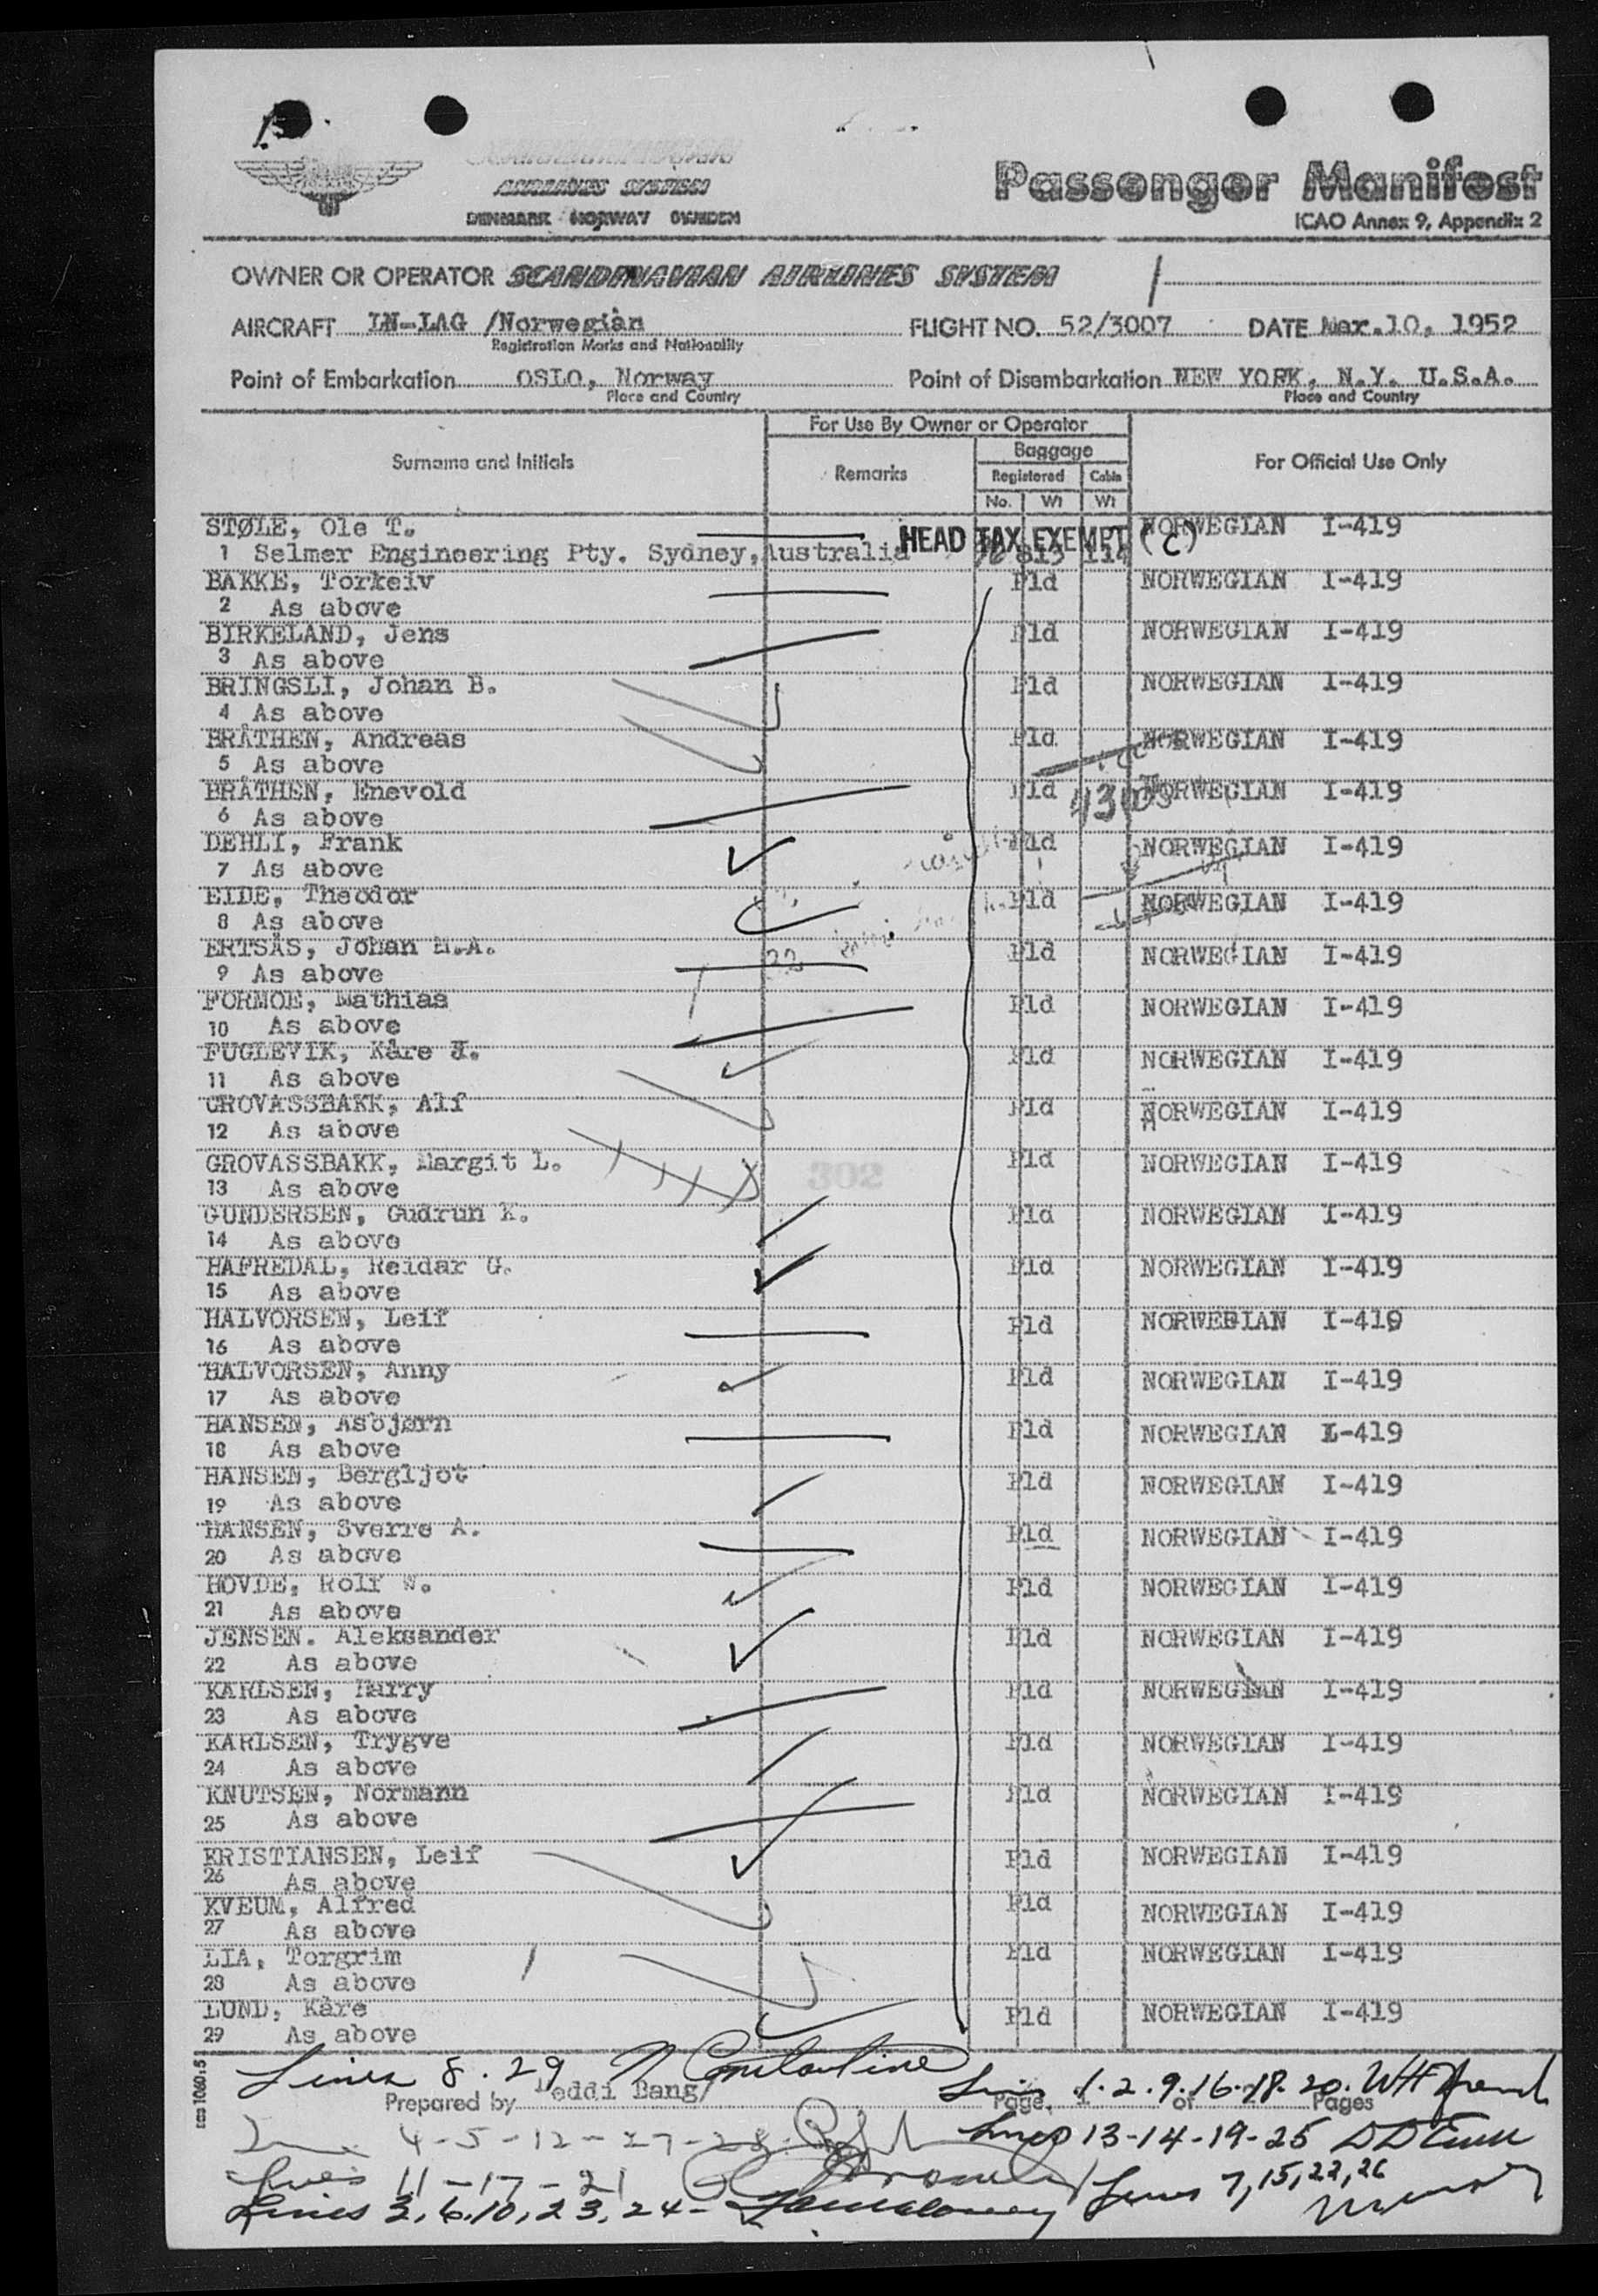 SCANDINAVIAN
AIRLINES SYSTEM
DENMARK NORWAY SWEDEN
Passenger Manifest
ICAO Annex 9, Appendix 2
OWNER OR OPERATOR SCANDINAVIAN AIRLINES SYSTEM
AIRCRAFT LN-LAG /Norwegian FLIGHT NO. 52/3007 DATE Mar.10, 1952
Registration Marks and Nationality
Point of Embarkation OSLO, Norway Point of Disembarkation NEW YORK, N.Y. U.S.A.
Place and Country Place and Country
For Use By Owner or Operator
Surname and Initials Remarks Baggage For Official Use Only
Registered Cabin
No. Wt Wt
STØLE, Ole T. HEAD TAX EXEMPT (C) NORWEGIAN I-419
1 Selmer Engineering Pty. Sydney, Australia 813 114
BAKKE, Torkeiv Pld NORWEGIAN I-419
2 As above
BIRKELAND, Jens Pld NORWEGIAN I-419
3 As above
BRINGSLI, Johan B. Pld NORWEGIAN I-419
4 As above
BRÅTHEN, Andreas Pld NORWEGIAN I-419
5 As above
BRÅTHEN, Enevold Pld NORWEGIAN I-419
6 As above
DEHLI, Frank Pld NORWEGIAN I-419
7 As above
EIDE, Theodor Pld NORWEGIAN I-419
8 As above
ERTSÅS, Johan M.A. Pld NORWEGIAN I-419
9 As above
FORMOE, Mathias Pld NORWEGIAN I-419
10 As above
FUGLEVIK, Kåre J. Pld NORWEGIAN I-419
11 As above
GROVASSBAKK, Alf Pld NORWEGIAN I-419
12 As above
GROVASSBAKK, Margit L. 302 Pld NORWEGIAN I-419
13 As above
GUNDERSEN, Gudrun K. Pld NORWEGIAN I-419
14 As above
HAFREDAL, Reidar G. Pld NORWEGIAN I-419
15 As above
HALVORSEN, Leif Pld NORWEGIAN I-419
16 As above
HALVORSEN, Anny Pld NORWEGIAN I-419
17 As above
HANSEN, Asbjørn Pld NORWEGIAN I-419
18 As above
HANSEN, Bergljot Pld NORWEGIAN I-419
19 As above
HANSEN, Sverre A. Pld NORWEGIAN I-419
20 As above
HOVDE, Rolf W. Pld NORWEGIAN I-419
21 As above
JENSEN. Aleksander Pld NORWEGIAN I-419
22 As above
KARLSEN, Harry Pld NORWEGIAN I-419
23 As above
KARLSEN, Trygve Pld NORWEGIAN I-419
24 As above
KNUTSEN, Normann Pld NORWEGIAN I-419
25 As above
KRISTIANSEN, Leif Pld NORWEGIAN I-419
26 As above
KVEUM, Alfred Pld NORWEGIAN I-419
27 As above
LIA, Torgrim Pld NORWEGIAN I-419
28 As above
LUND, Kåre Pld NORWEGIAN I-419
29 As above
Lines 8. 29 Lines 1. 2. 9. 16. 18. 20.
Prepared by Peddi Bang/ Page of Pages
4-5-12-27-28 Lines 13-14-19-25
Lines 11-17-21 Lines 7, 15, 22, 26
Lines 3, 6, 10, 23, 24-